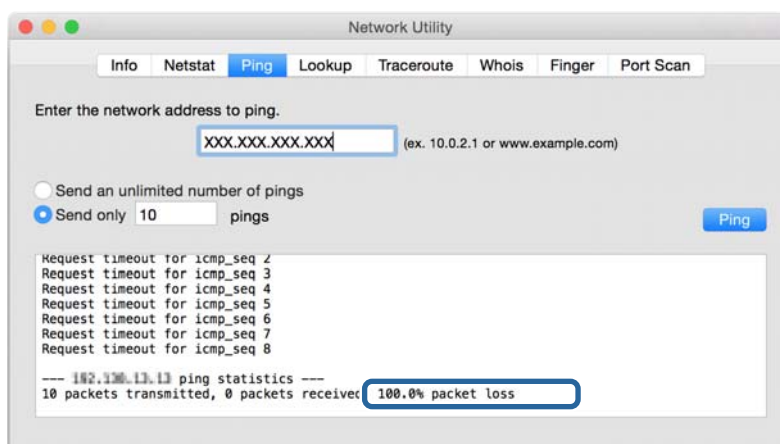 Network Utility
Info Netstat Ping Lookup Traceroute Whois Finger Port Scan
Enter the network address to ping.
XXX.XXX.XXX.XXX (ex. 10.0.2.1 or www.example.com)
Send an unlimited number of pings
Send only 10 pings
Ping
Request timeout for icmp_seq 2
Request timeout for icmp_seq 3
Request timeout for icmp_seq 4
Request timeout for icmp_seq 5
Request timeout for icmp_seq 6
Request timeout for icmp_seq 7
Request timeout for icmp_seq 8
--- ping statistics ---
10 packets transmitted, 0 packets received 100.0% packet loss